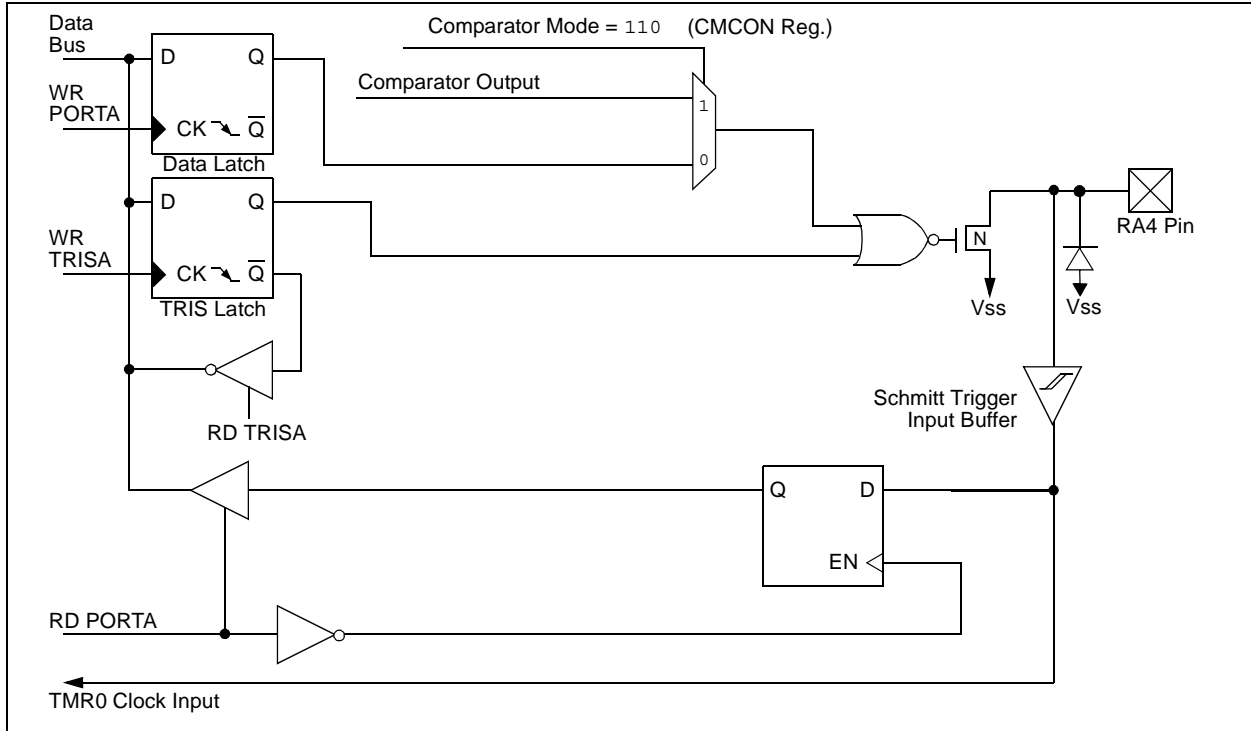 Data
Bus
D Q
WR
PORTA
CK Q̅
Data Latch
Comparator Mode = 110 (CMCON Reg.)
Comparator Output
1
0
D Q
WR
TRISA
CK Q̅
TRIS Latch
RD TRISA
N
Vss
Vss
RA4 Pin
Schmitt Trigger
Input Buffer
Q D
EN
RD PORTA
TMR0 Clock Input